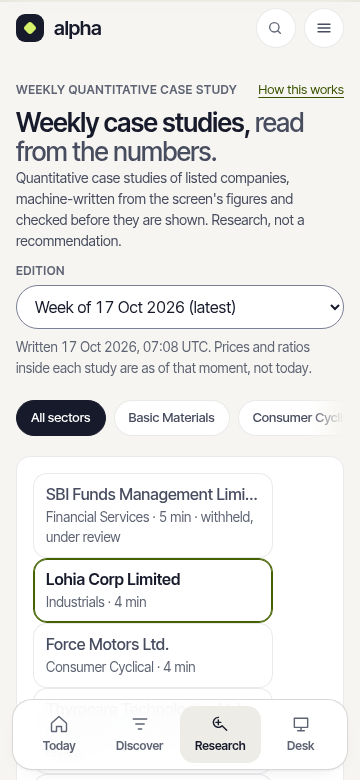 alpha
WEEKLY QUANTITATIVE CASE STUDY How this works
Weekly case studies, read
from the numbers.
Quantitative case studies of listed companies,
machine-written from the screen's figures and
checked before they are shown. Research, not a
recommendation.
EDITION
Week of 17 Oct 2026 (latest)
Written 17 Oct 2026, 07:08 UTC. Prices and ratios
inside each study are as of that moment, not today.
All sectors Basic Materials Consumer Cycli
SBI Funds Management Limi...
Financial Services · 5 min · withheld,
under review
Lohia Corp Limited
Industrials · 4 min
Force Motors Ltd.
Consumer Cyclical · 4 min
Today Discover Research Desk